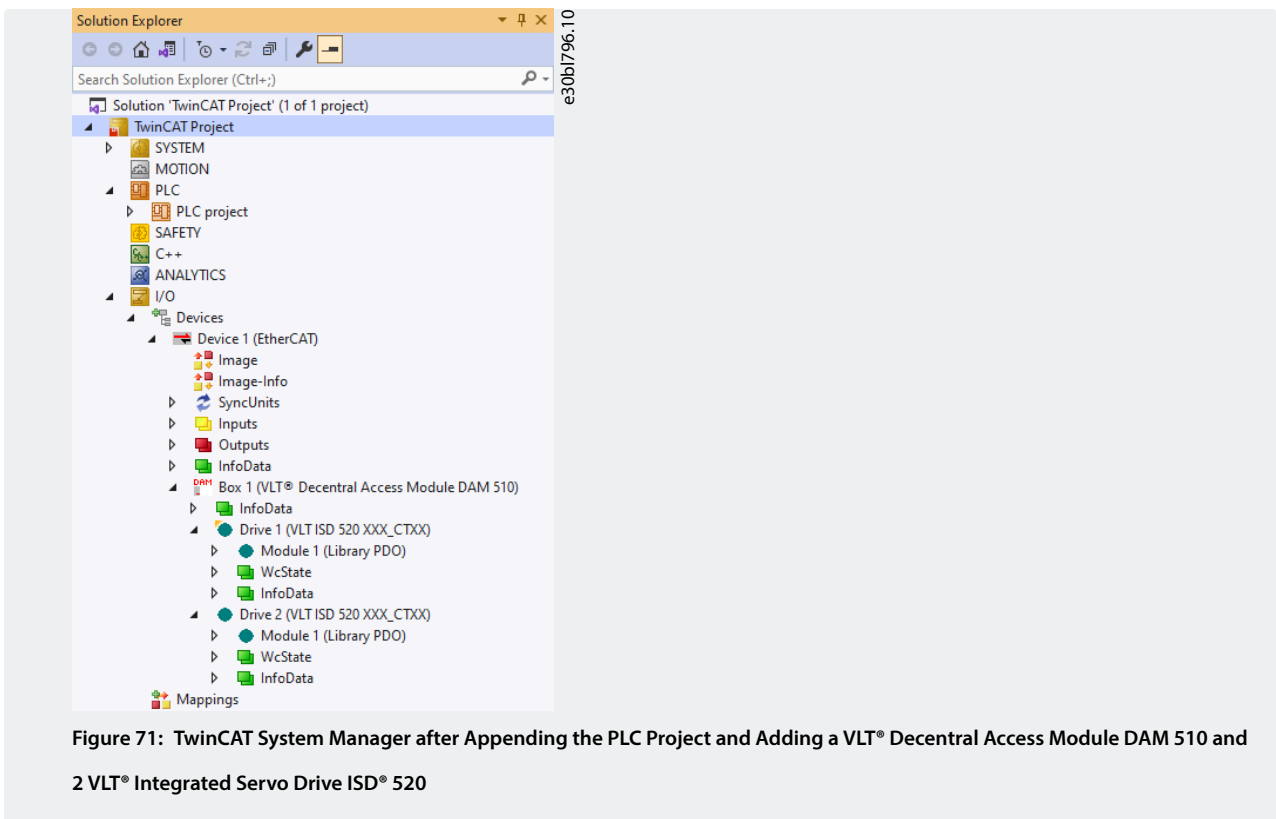 Solution Explorer
Search Solution Explorer (Ctrl+;)
e30bl796.10
Solution 'TwinCAT Project' (1 of 1 project)
TwinCAT Project
SYSTEM
MOTION
PLC
PLC project
SAFETY
C++
ANALYTICS
I/O
Devices
Device 1 (EtherCAT)
Image
Image-Info
SyncUnits
Inputs
Outputs
InfoData
DAM Box 1 (VLT® Decentral Access Module DAM 510)
InfoData
Drive 1 (VLT ISD 520 XXX_CTXX)
Module 1 (Library PDO)
WcState
InfoData
Drive 2 (VLT ISD 520 XXX_CTXX)
Module 1 (Library PDO)
WcState
InfoData
Mappings
Figure 71: TwinCAT System Manager after Appending the PLC Project and Adding a VLT® Decentral Access Module DAM 510 and
2 VLT® Integrated Servo Drive ISD® 520